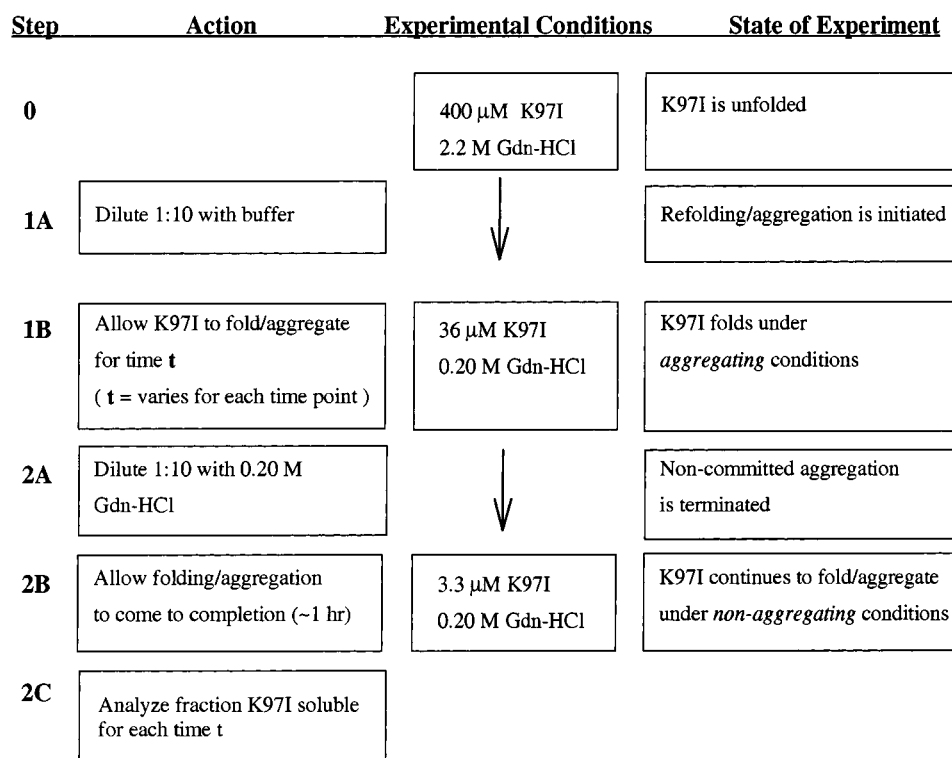 Step Action Experimental Conditions State of Experiment
0
400 µM K97I
2.2 M Gdn-HCl
K97I is unfolded
1A
Dilute 1:10 with buffer
Refolding/aggregation is initiated
1B
Allow K97I to fold/aggregate
for time t
( t = varies for each time point )
36 µM K97I
0.20 M Gdn-HCl
K97I folds under
aggregating conditions
2A
Dilute 1:10 with 0.20 M
Gdn-HCl
Non-committed aggregation
is terminated
2B
Allow folding/aggregation
to come to completion (~1 hr)
3.3 µM K97I
0.20 M Gdn-HCl
K97I continues to fold/aggregate
under non-aggregating conditions
2C
Analyze fraction K97I soluble
for each time t